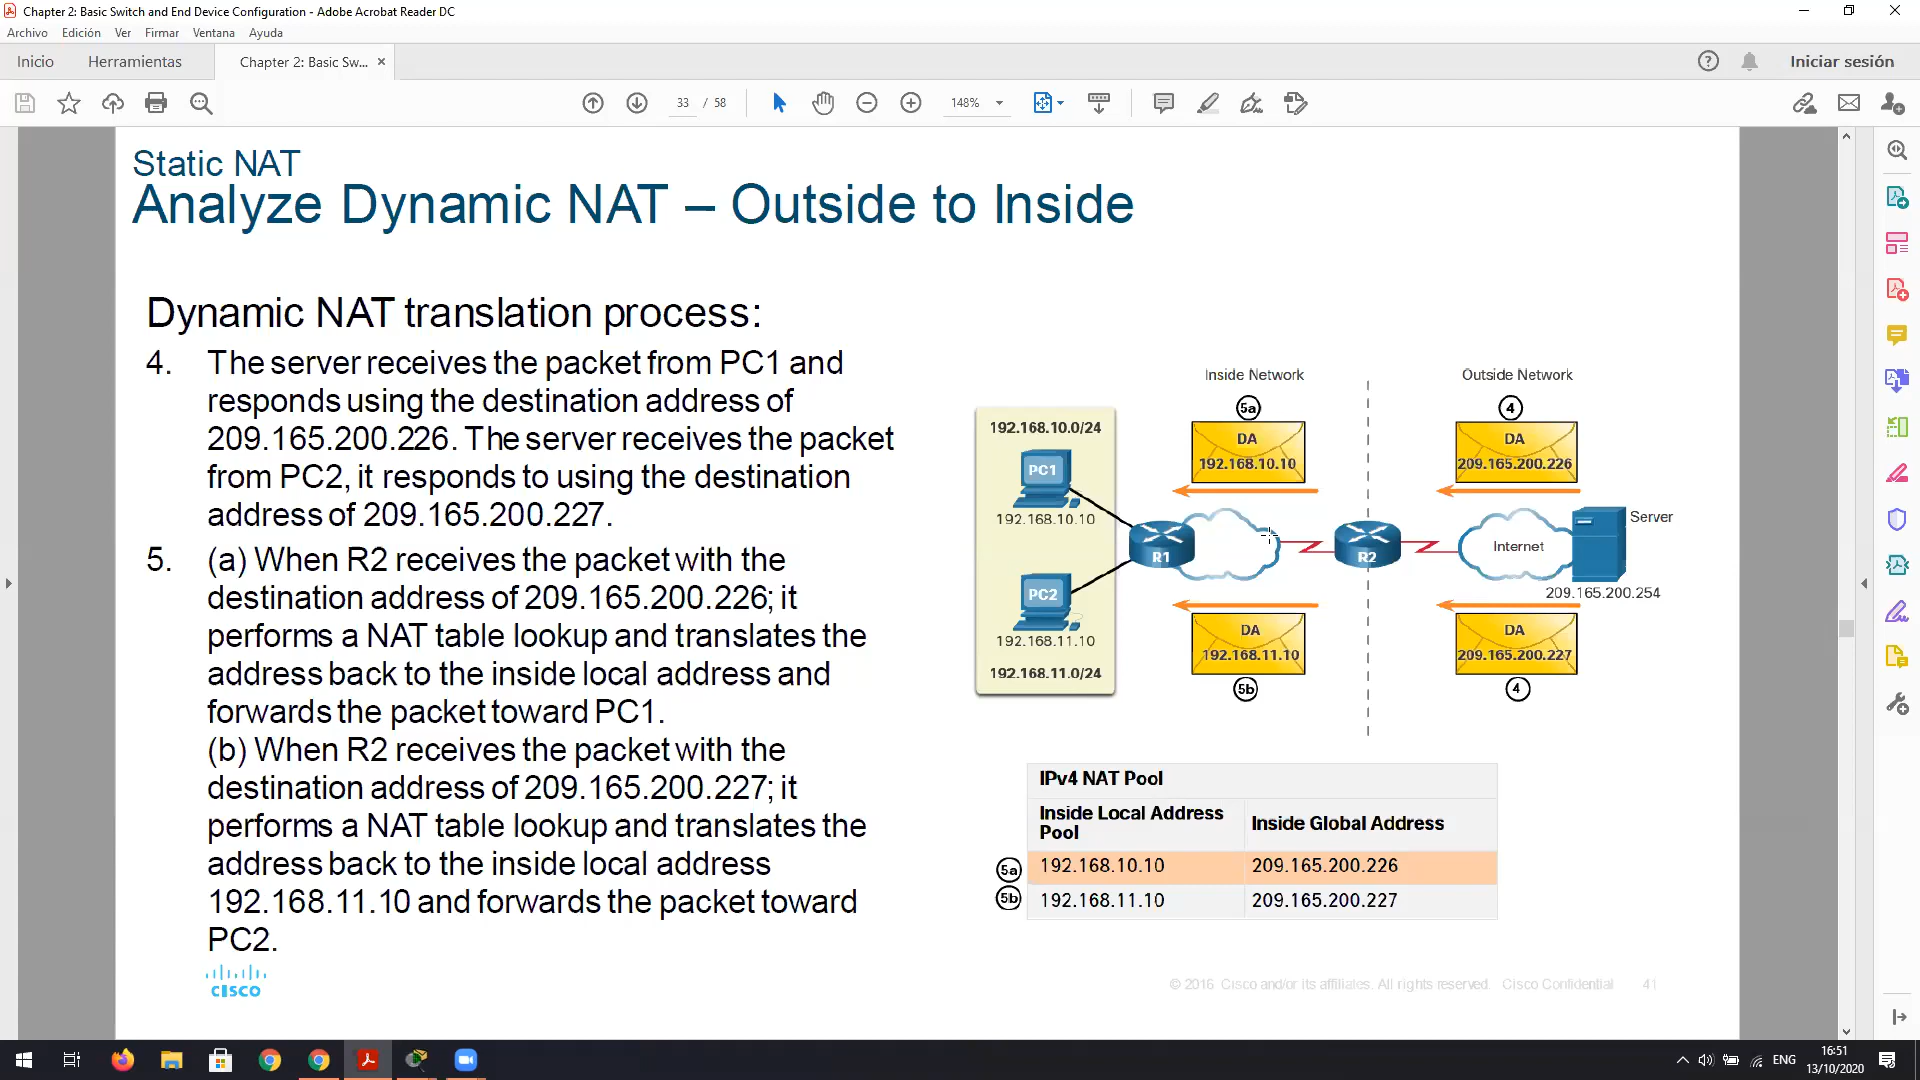 Chapter 2: Basic Switch and End Device Configuration - Adobe Acrobat Reader DC
Archivo Edición Ver Firmar Ventana Ayuda
Inicio Herramientas Chapter 2: Basic Sw... × Iniciar sesión
33 / 58 148%
Static NAT
Analyze Dynamic NAT – Outside to Inside
Dynamic NAT translation process:
4. The server receives the packet from PC1 and
responds using the destination address of
209.165.200.226. The server receives the packet
from PC2, it responds to using the destination
address of 209.165.200.227.
5. (a) When R2 receives the packet with the
destination address of 209.165.200.226; it
performs a NAT table lookup and translates the
address back to the inside local address and
forwards the packet toward PC1.
(b) When R2 receives the packet with the
destination address of 209.165.200.227; it
performs a NAT table lookup and translates the
address back to the inside local address
192.168.11.10 and forwards the packet toward
PC2.
Inside Network Outside Network
5a 4
192.168.10.0/24
DA DA
192.168.10.10 209.165.200.226
PC1
192.168.10.10
Server
R1 R2 Internet
PC2
209.165.200.254
192.168.11.10
DA DA
192.168.11.10 209.165.200.227
192.168.11.0/24
5b 4
IPv4 NAT Pool
Inside Local Address
Pool
Inside Global Address
5a 192.168.10.10 209.165.200.226
5b 192.168.11.10 209.165.200.227
CISCO
© 2016 Cisco and/or its affiliates. All rights reserved. Cisco Confidential 41
ENG 16:51
13/10/2020